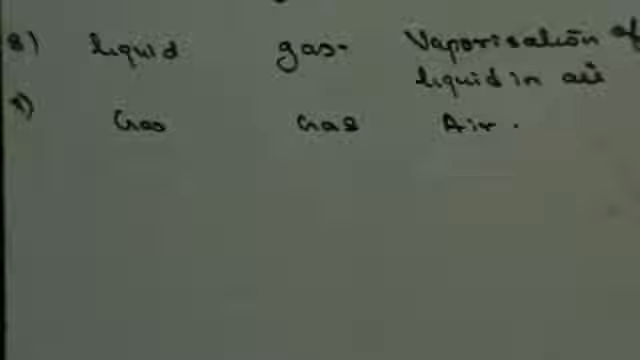 8) liquid gas- Vaporisation of
liquid in air
9) Gas Gas Air.